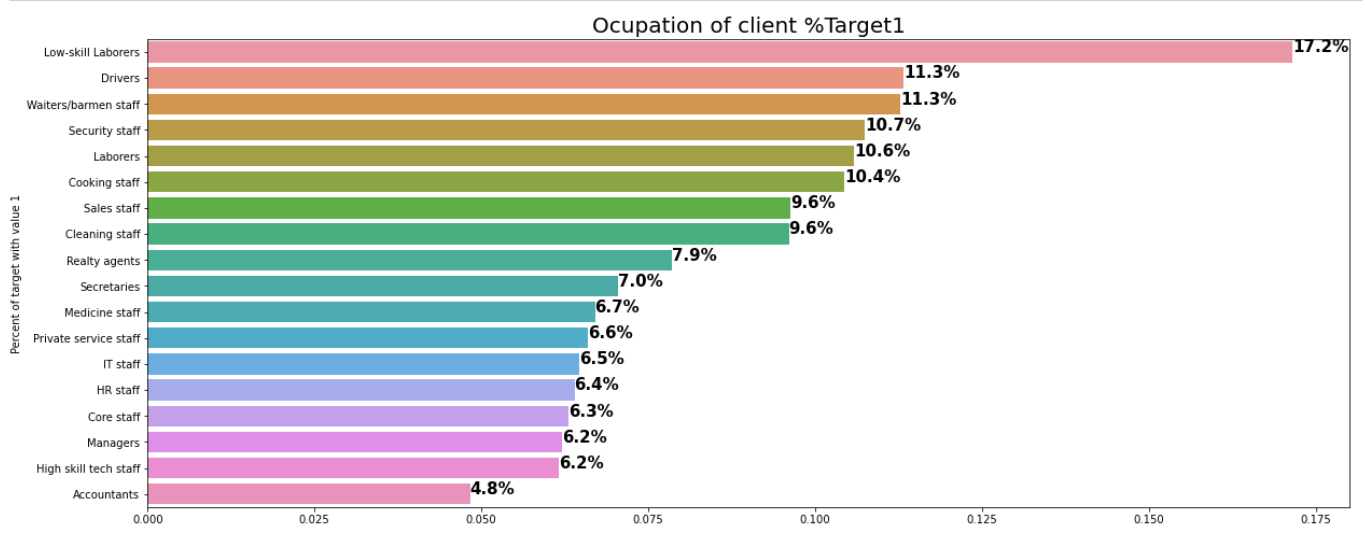 Ocupation of client %Target1
Percent of target with value 1
Low-skill Laborers 17.2%
Drivers 11.3%
Waiters/barmen staff 11.3%
Security staff 10.7%
Laborers 10.6%
Cooking staff 10.4%
Sales staff 9.6%
Cleaning staff 9.6%
Realty agents 7.9%
Secretaries 7.0%
Medicine staff 6.7%
Private service staff 6.6%
IT staff 6.5%
HR staff 6.4%
Core staff 6.3%
Managers 6.2%
High skill tech staff 6.2%
Accountants 4.8%
0.000 0.025 0.050 0.075 0.100 0.125 0.150 0.175